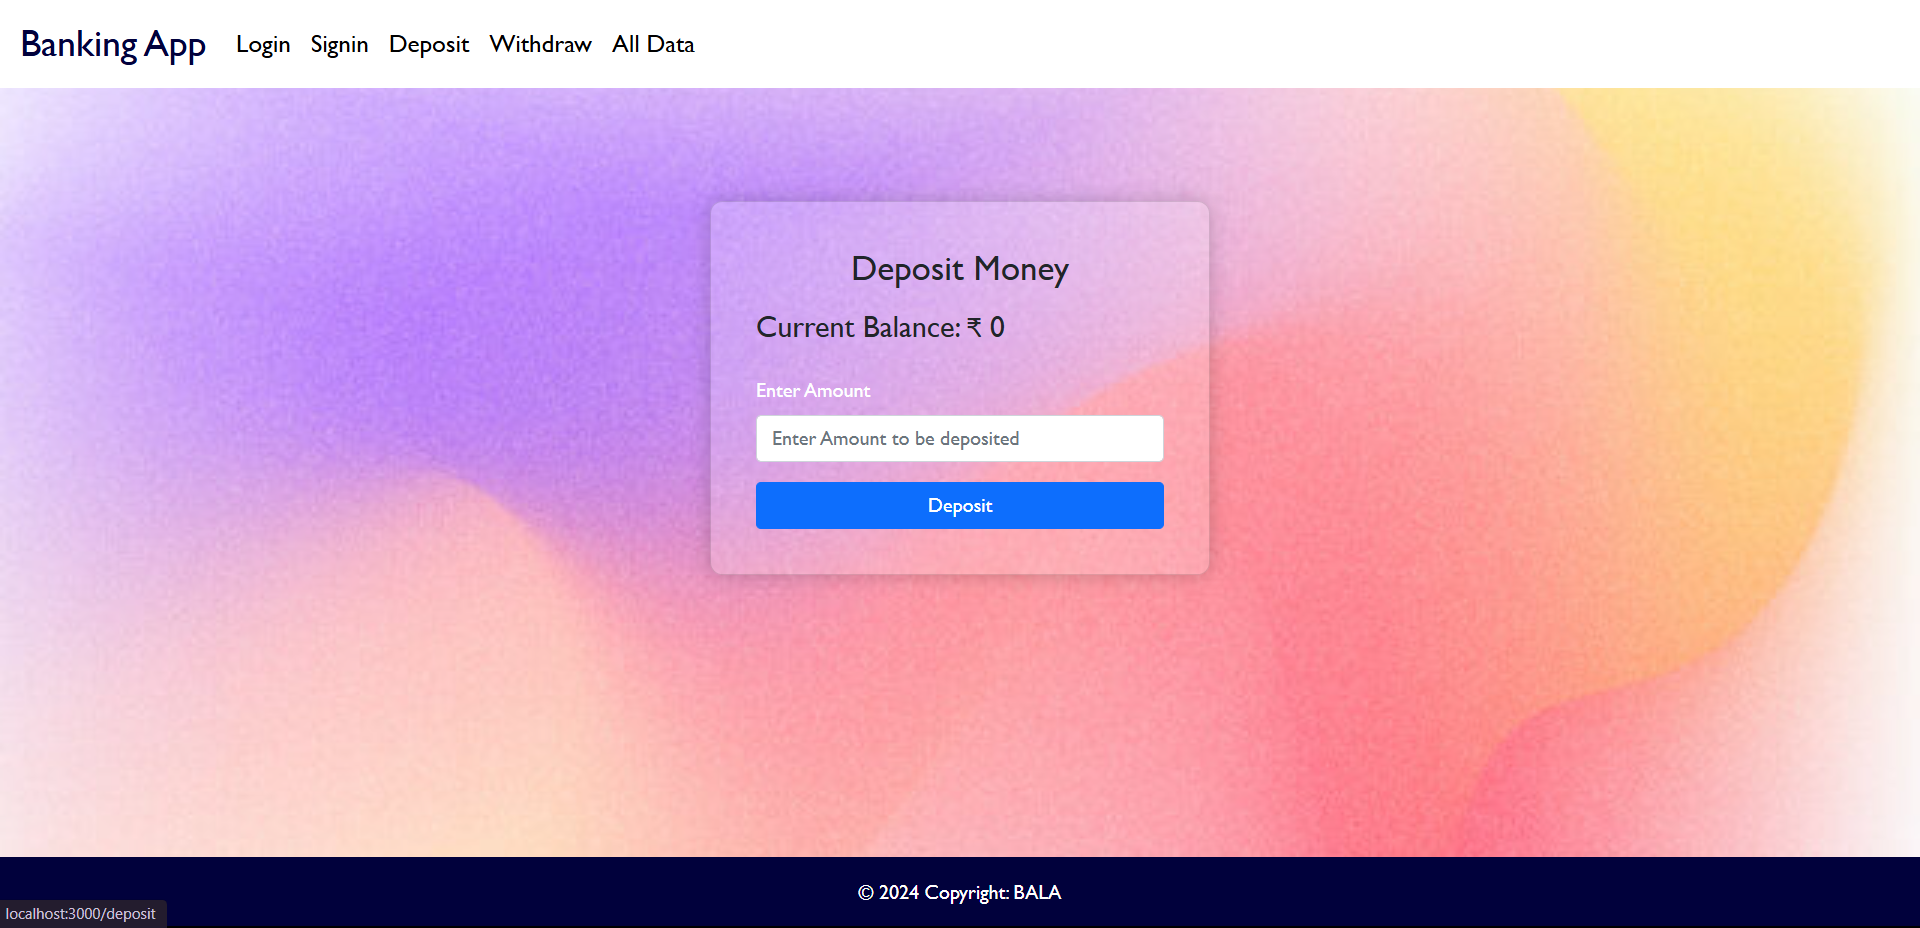 Banking App Login Signin Deposit Withdraw All Data
Deposit Money
Current Balance: ₹ 0
Enter Amount
Enter Amount to be deposited
Deposit
© 2024 Copyright: BALA
localhost:3000/deposit